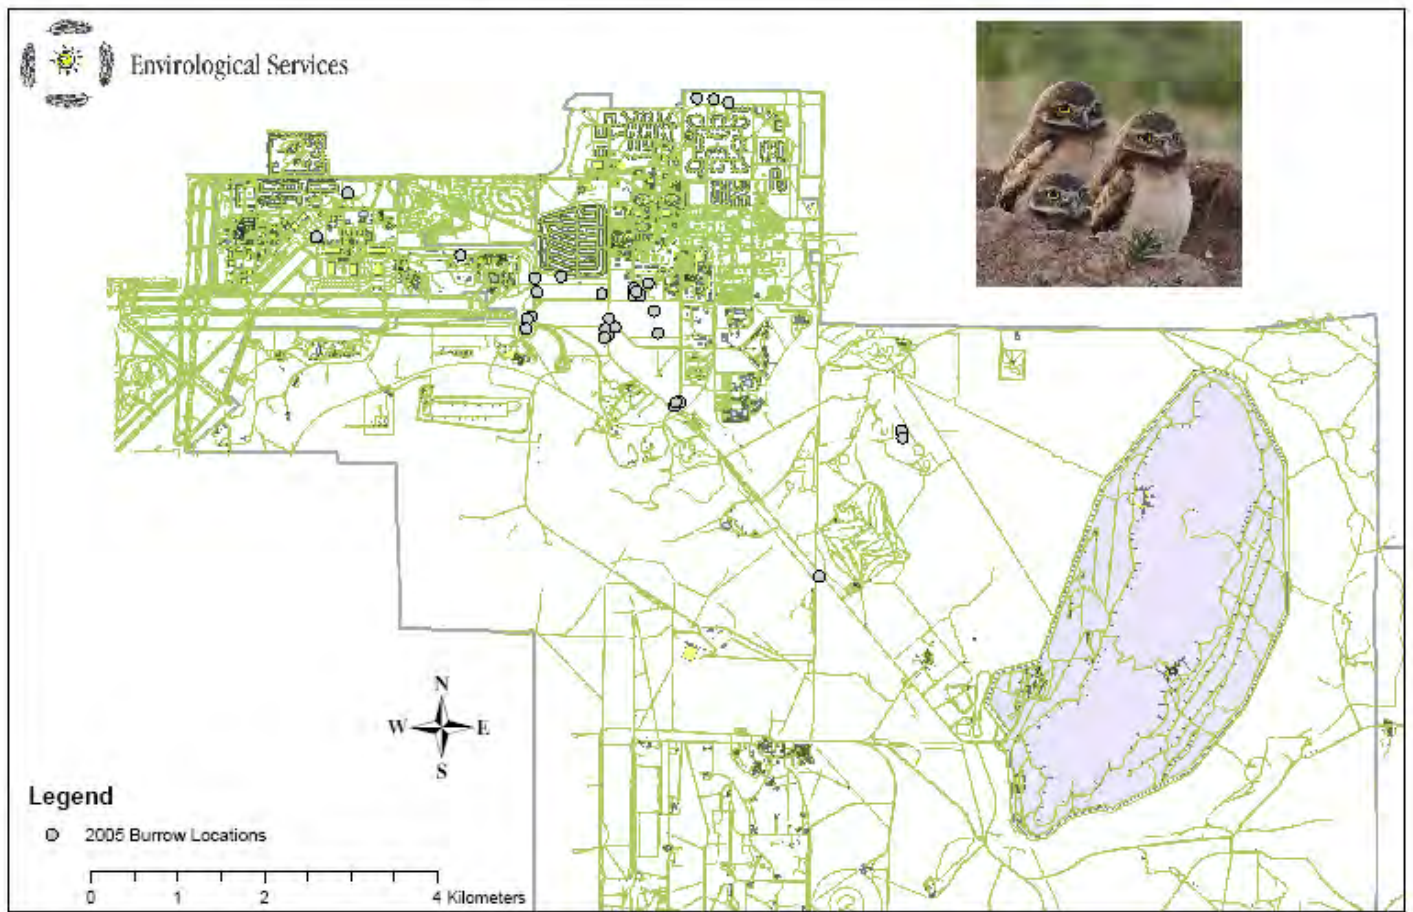 Envirological Services
N
W E
S
Legend
2005 Burrow Locations
0 1 2 4 Kilometers